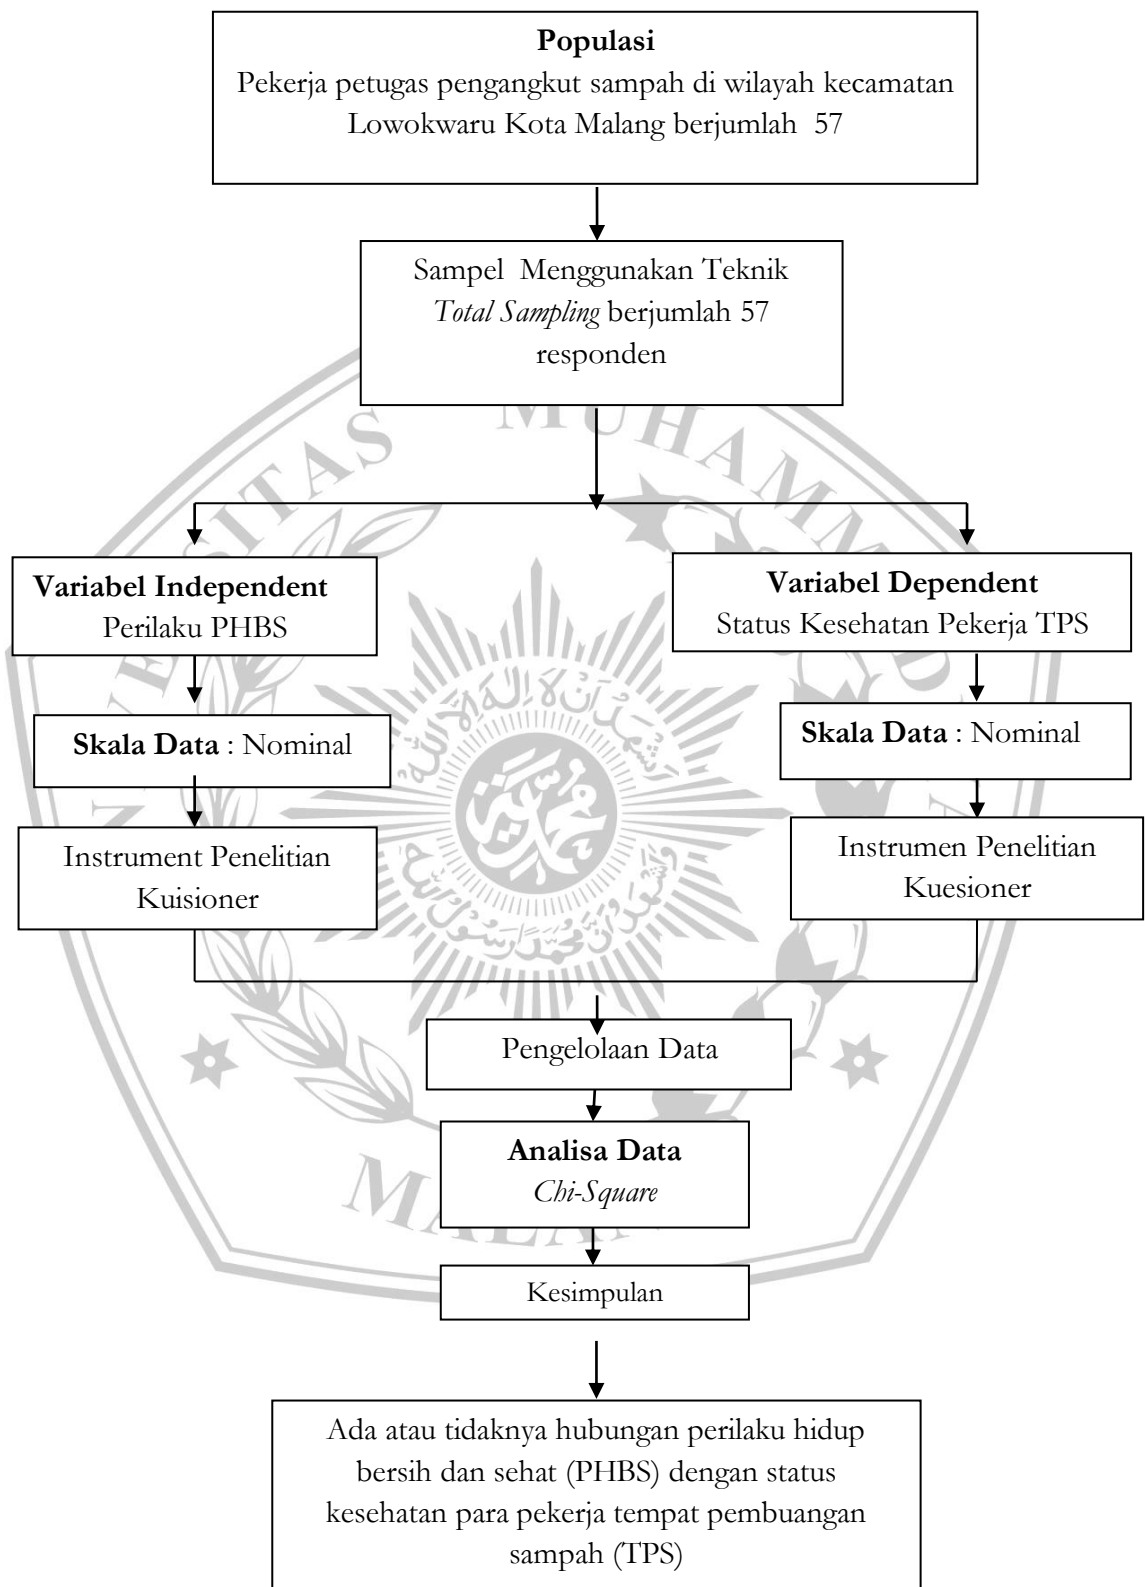 Populasi
Pekerja petugas pengangkut sampah di wilayah kecamatan
Lowokwaru Kota Malang berjumlah 57
Sampel Menggunakan Teknik
Total Sampling berjumlah 57
responden
Variabel Independent
Perilaku PHBS
Variabel Dependent
Status Kesehatan Pekerja TPS
Skala Data : Nominal
Skala Data : Nominal
Instrument Penelitian
Kuisioner
Instrumen Penelitian
Kuesioner
Pengelolaan Data
Analisa Data
Chi-Square
Kesimpulan
Ada atau tidaknya hubungan perilaku hidup
bersih dan sehat (PHBS) dengan status
kesehatan para pekerja tempat pembuangan
sampah (TPS)